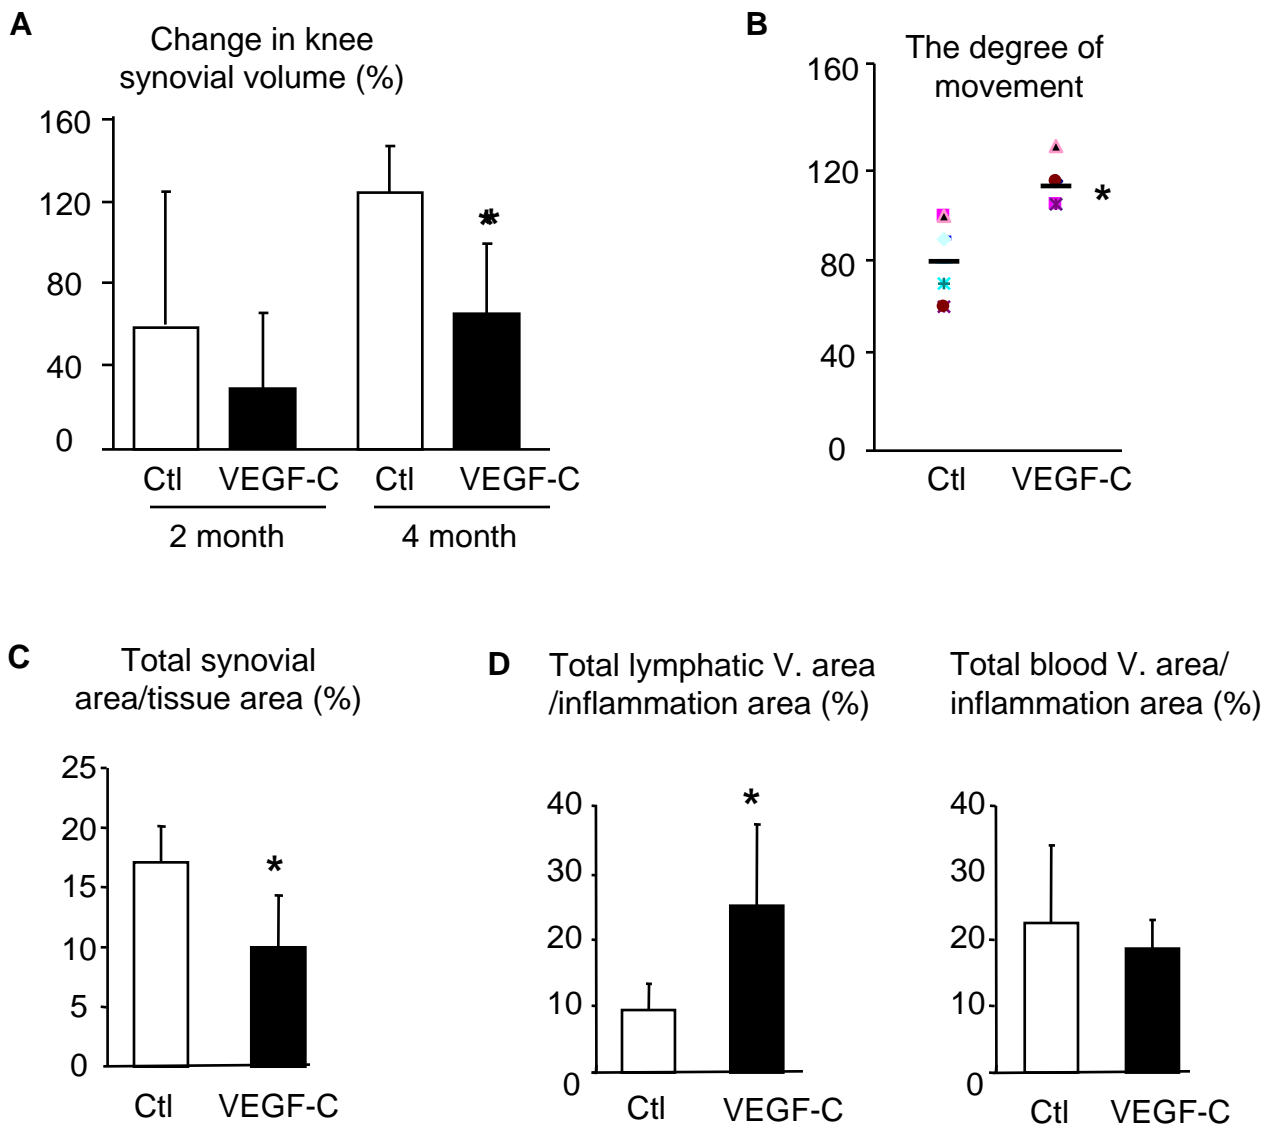 A
Change in knee
synovial volume (%)
160
120
80
40
0
*
Ctl VEGF-C Ctl VEGF-C
2 month 4 month
B
The degree of
movement
160
120
80
40
0
*
Ctl VEGF-C
C
Total synovial
area/tissue area (%)
25
20
15
10
5
0
*
Ctl VEGF-C
D
Total lymphatic V. area
/inflammation area (%)
40
30
20
10
0
*
Ctl VEGF-C
Total blood V. area/
inflammation area (%)
40
30
20
10
0
Ctl VEGF-C